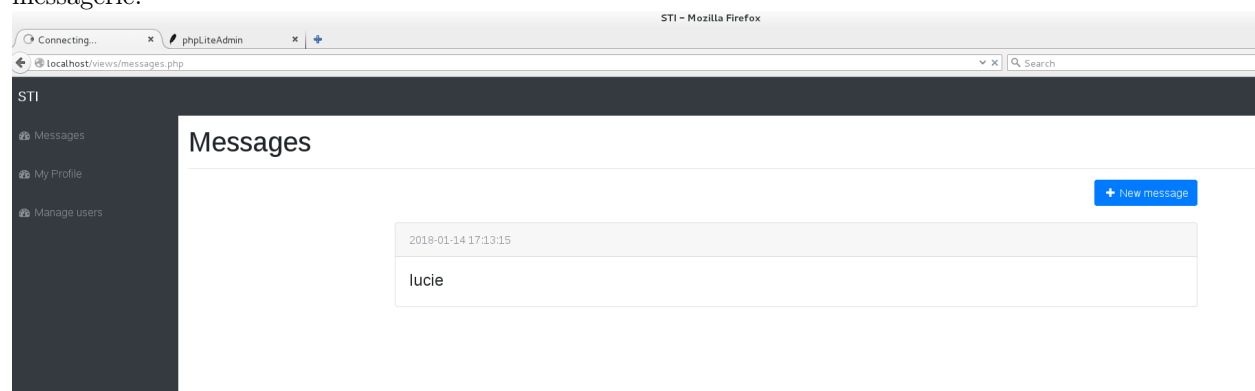 messagerie.
STI - Mozilla Firefox
Connecting... × phpLiteAdmin × +
localhost/views/messages.php Search
STI
Messages
My Profile
Manage users
Messages
+ New message
2018-01-14 17:13:15
lucie